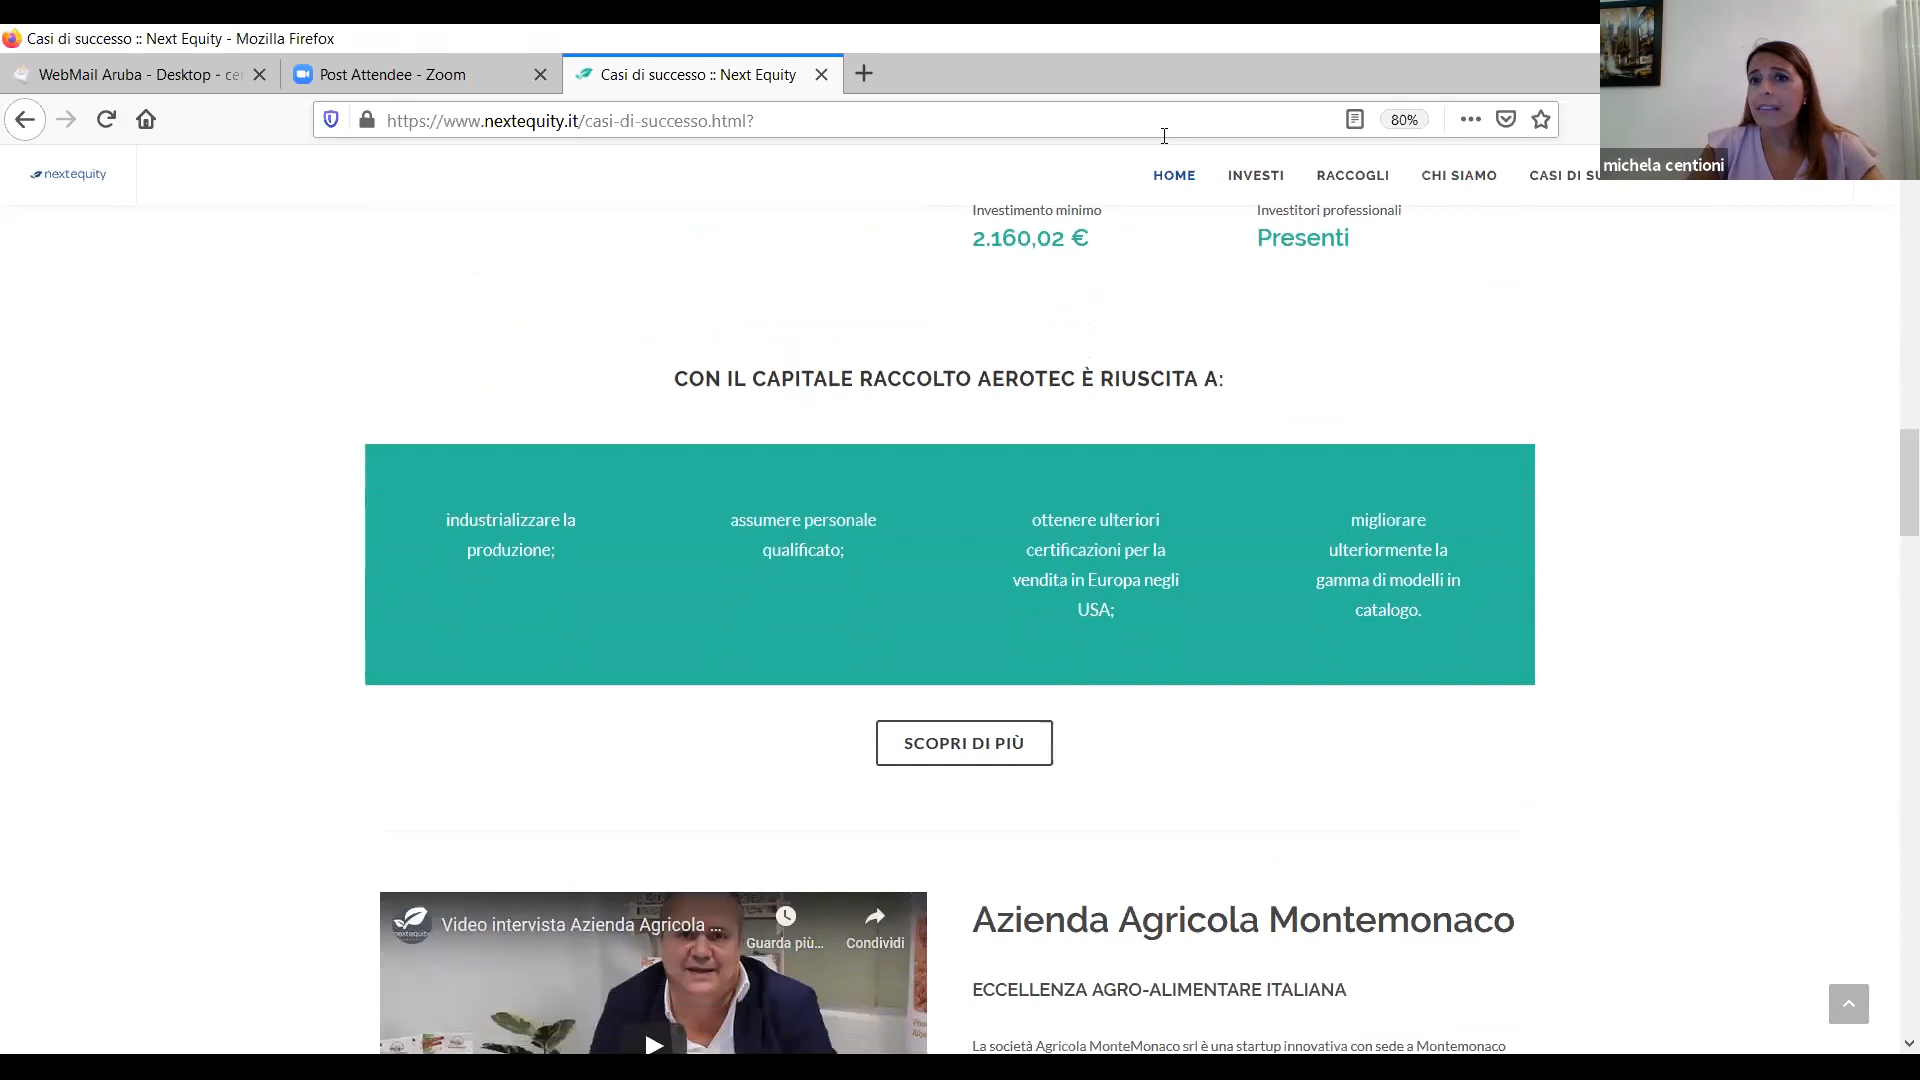 Casi di successo :: Next Equity - Mozilla Firefox
WebMail Aruba - Desktop - ce
Post Attendee - Zoom
Casi di successo :: Next Equity
https://www.nextequity.it/casi-di-successo.html?
80%
michela centioni
nextequity
HOME
INVESTI
RACCOGLI
CHI SIAMO
CASI DI SU
Investimento minimo
2.160,02 €
Investitori professionali
Presenti
CON IL CAPITALE RACCOLTO AEROTEC È RIUSCITA A:
industrializzare la
produzione;
assumere personale
qualificato;
ottenere ulteriori
certificazioni per la
vendita in Europa negli
USA;
migliorare
ulteriormente la
gamma di modelli in
catalogo.
SCOPRI DI PIÙ
nextequity
Video intervista Azienda Agricola ...
Guarda più...
Condividi
Azienda Agricola Montemonaco
ECCELLENZA AGRO-ALIMENTARE ITALIANA
La società Agricola MonteMonaco srl è una startup innovativa con sede a Montemonaco